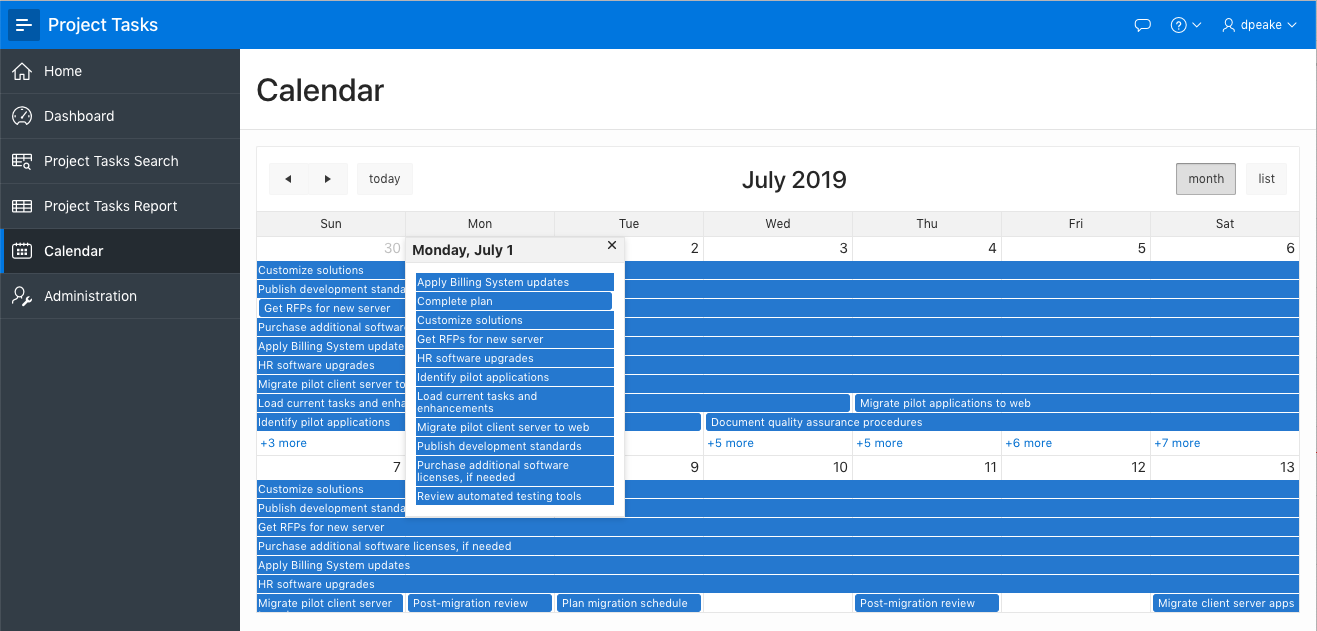 Project Tasks
dpeake
Home
Dashboard
Project Tasks Search
Project Tasks Report
Calendar
Administration
Calendar
today
July 2019
month
list
Sun Mon Tue Wed Thu Fri Sat
30 2 3 4 5 6
Customize solutions
Publish development standa
Get RFPs for new server
Purchase additional softwar
Apply Billing System update
HR software upgrades
Migrate pilot client server to
Load current tasks and enha
Migrate pilot applications to web
Identify pilot applications
Document quality assurance procedures
+3 more +5 more +5 more +6 more +7 more
Monday, July 1
Apply Billing System updates
Complete plan
Customize solutions
Get RFPs for new server
HR software upgrades
Identify pilot applications
Load current tasks and
enhancements
Migrate pilot client server to web
Publish development standards
Purchase additional software
licenses, if needed
Review automated testing tools
7 9 10 11 12 13
Customize solutions
Publish development standa
Get RFPs for new server
Purchase additional software licenses, if needed
Apply Billing System updates
HR software upgrades
Migrate pilot client server Post-migration review Plan migration schedule Post-migration review Migrate client server apps